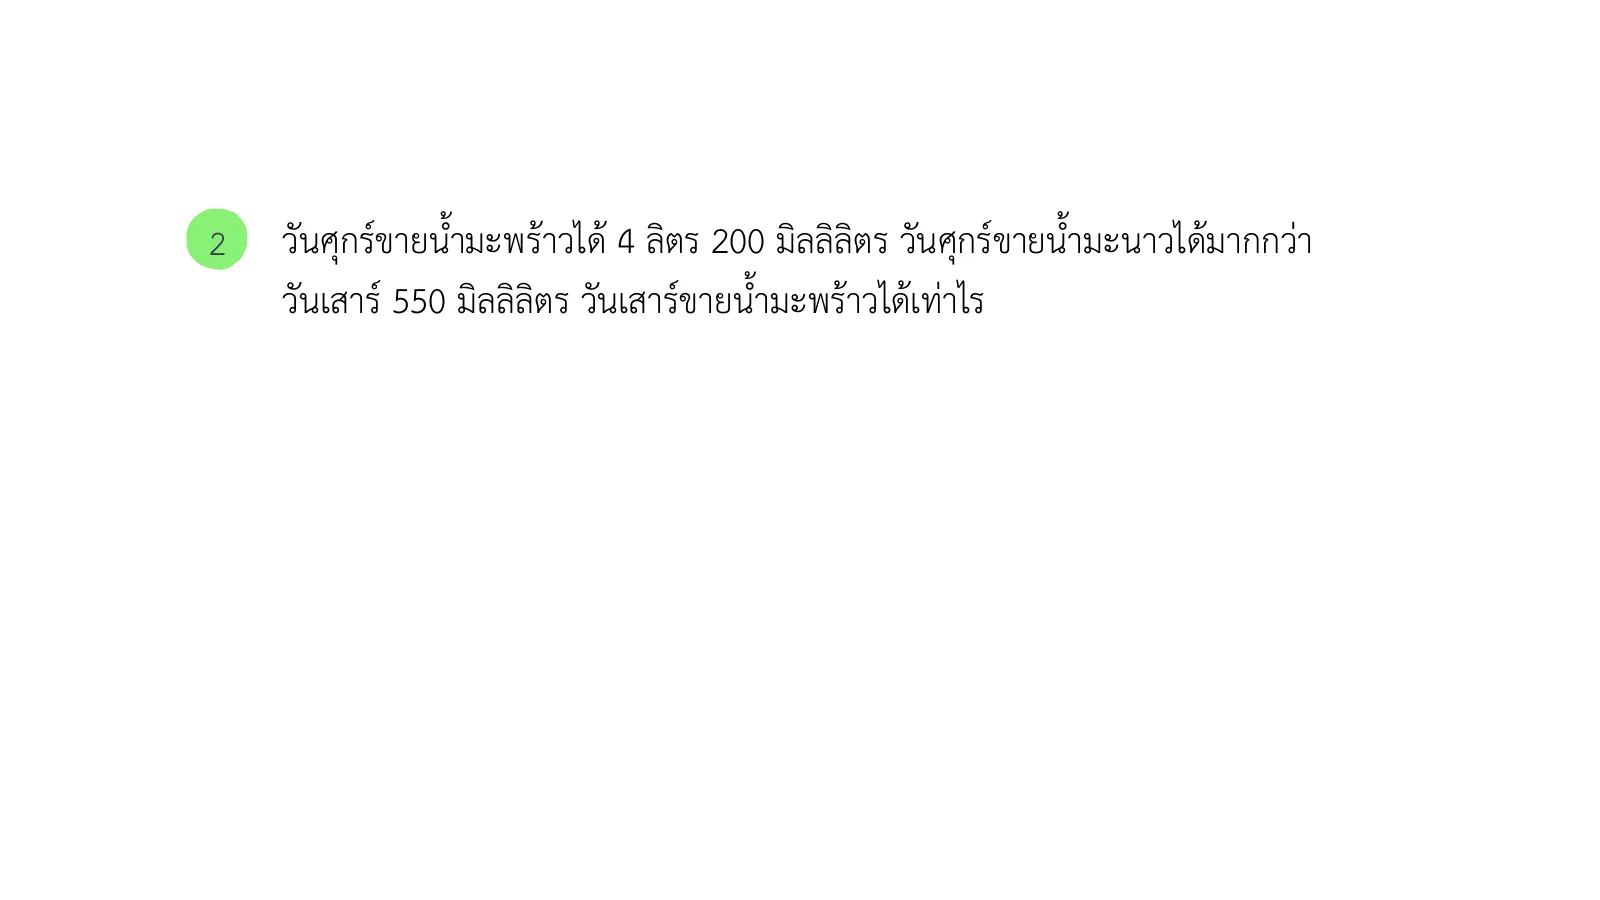 2 วันศุกร์ขายน้ำมะพร้าวได้ 4 ลิตร 200 มิลลิลิตร วันศุกร์ขายน้ำมะนาวได้มากกว่า
วันเสาร์ 550 มิลลิลิตร วันเสาร์ขายน้ำมะพร้าวได้เท่าไร